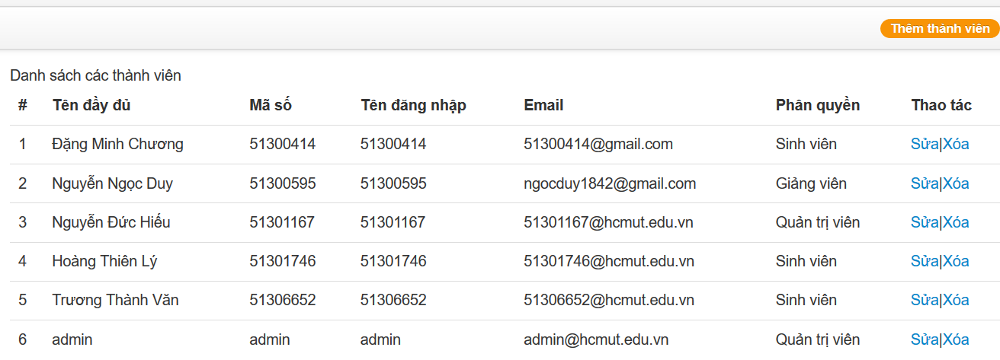 Thêm thành viên
Danh sách các thành viên
# Tên đầy đủ Mã số Tên đăng nhập Email Phân quyền Thao tác
1 Đặng Minh Chương 51300414 51300414 51300414@gmail.com Sinh viên Sửa|Xóa
2 Nguyễn Ngọc Duy 51300595 51300595 ngocduy1842@gmail.com Giảng viên Sửa|Xóa
3 Nguyễn Đức Hiếu 51301167 51301167 51301167@hcmut.edu.vn Quản trị viên Sửa|Xóa
4 Hoàng Thiên Lý 51301746 51301746 51301746@hcmut.edu.vn Sinh viên Sửa|Xóa
5 Trương Thành Văn 51306652 51306652 51306652@hcmut.edu.vn Sinh viên Sửa|Xóa
6 admin admin admin admin@hcmut.edu.vn Quản trị viên Sửa|Xóa